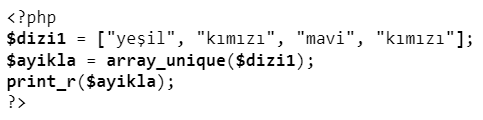 <?php
$dizi1 = ["yeşil", "kımızı", "mavi", "kımızı"];
$ayikla = array_unique($dizi1);
print_r($ayikla);
?>